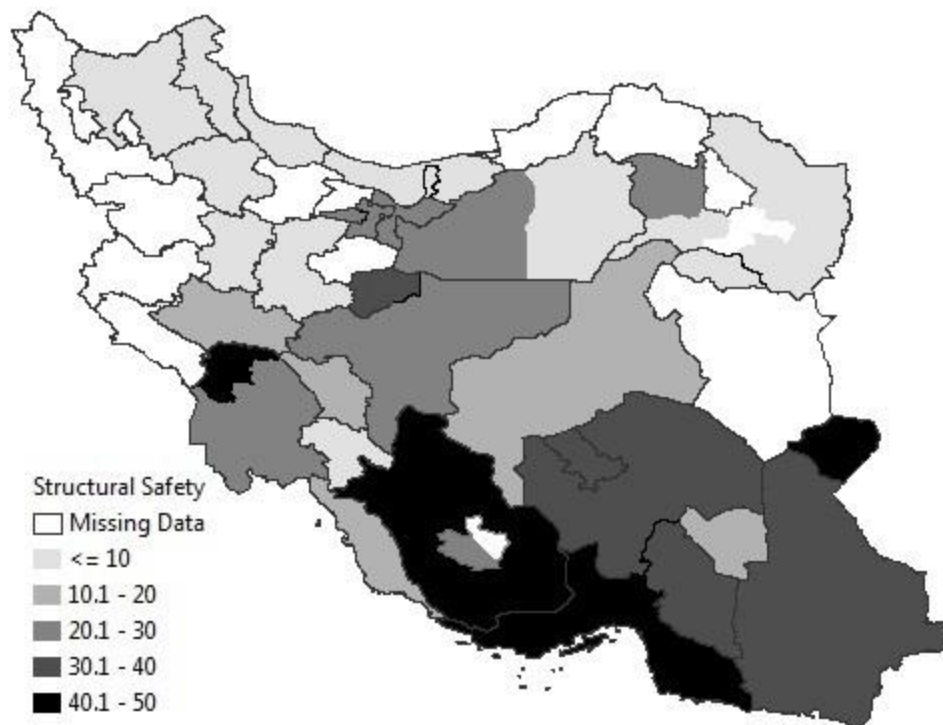 Structural Safety
Missing Data
<= 10
10.1 - 20
20.1 - 30
30.1 - 40
40.1 - 50